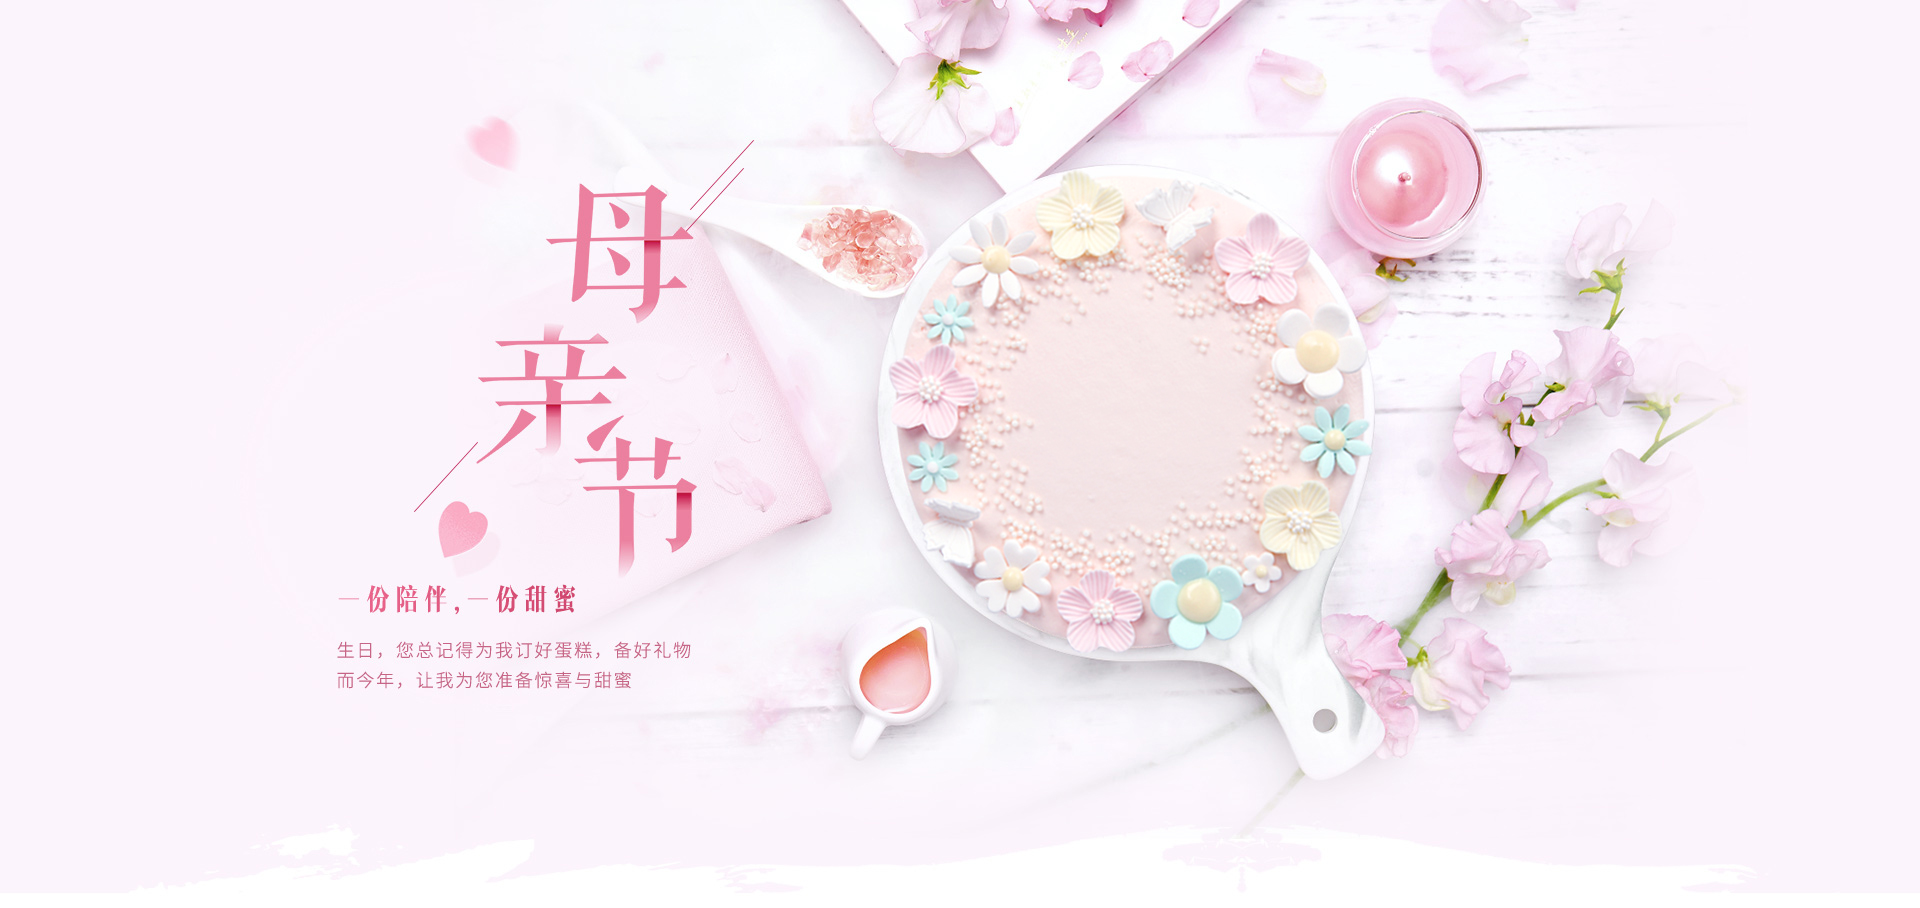 母亲节
一份陪伴,一份甜蜜
生日，您总记得为我订好蛋糕，备好礼物
而今年，让我为您准备惊喜与甜蜜